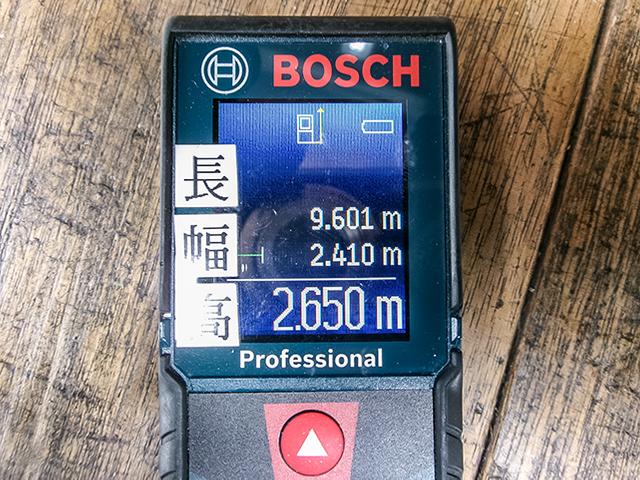 BOSCH
長 9.601 m
幅 2.410 m
高 2.650 m
Professional